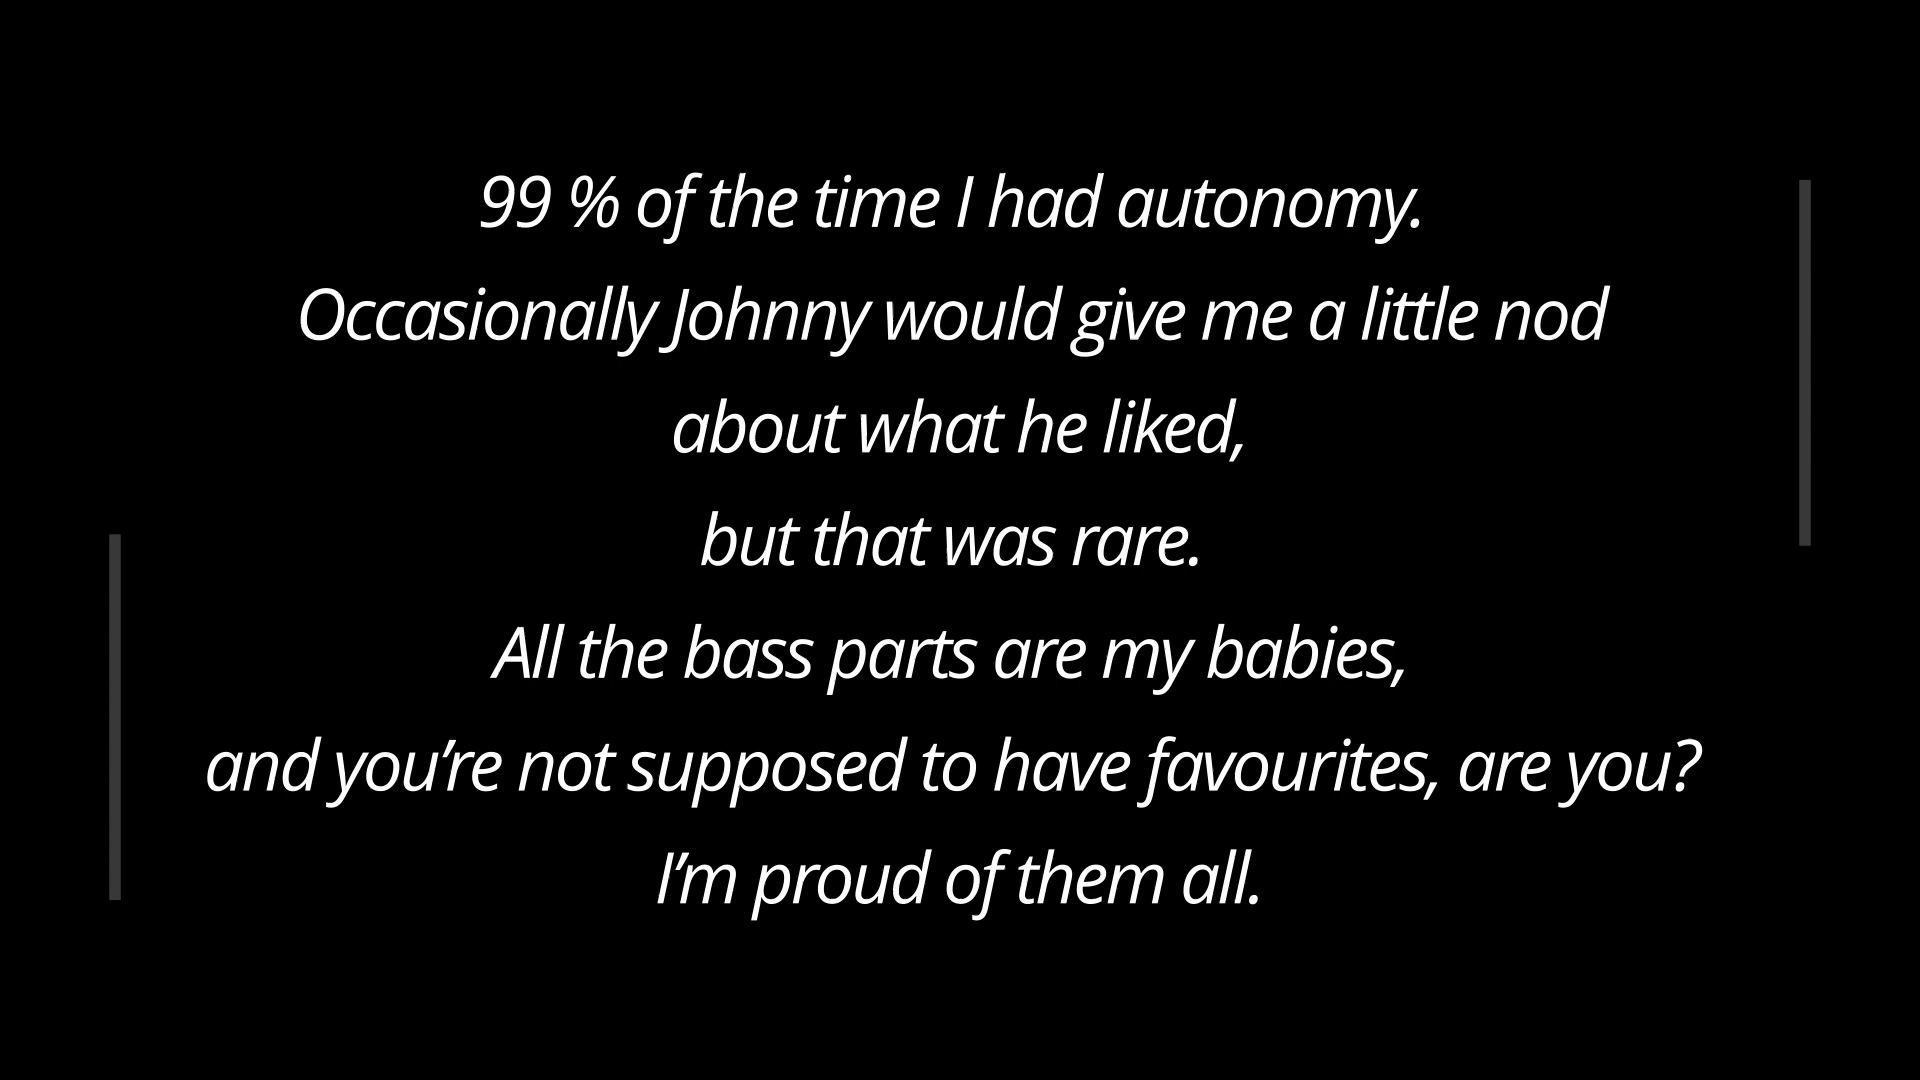 99 % of the time I had autonomy.
Occasionally Johnny would give me a little nod
about what he liked,
but that was rare.
All the bass parts are my babies,
and you’re not supposed to have favourites, are you?
I’m proud of them all.